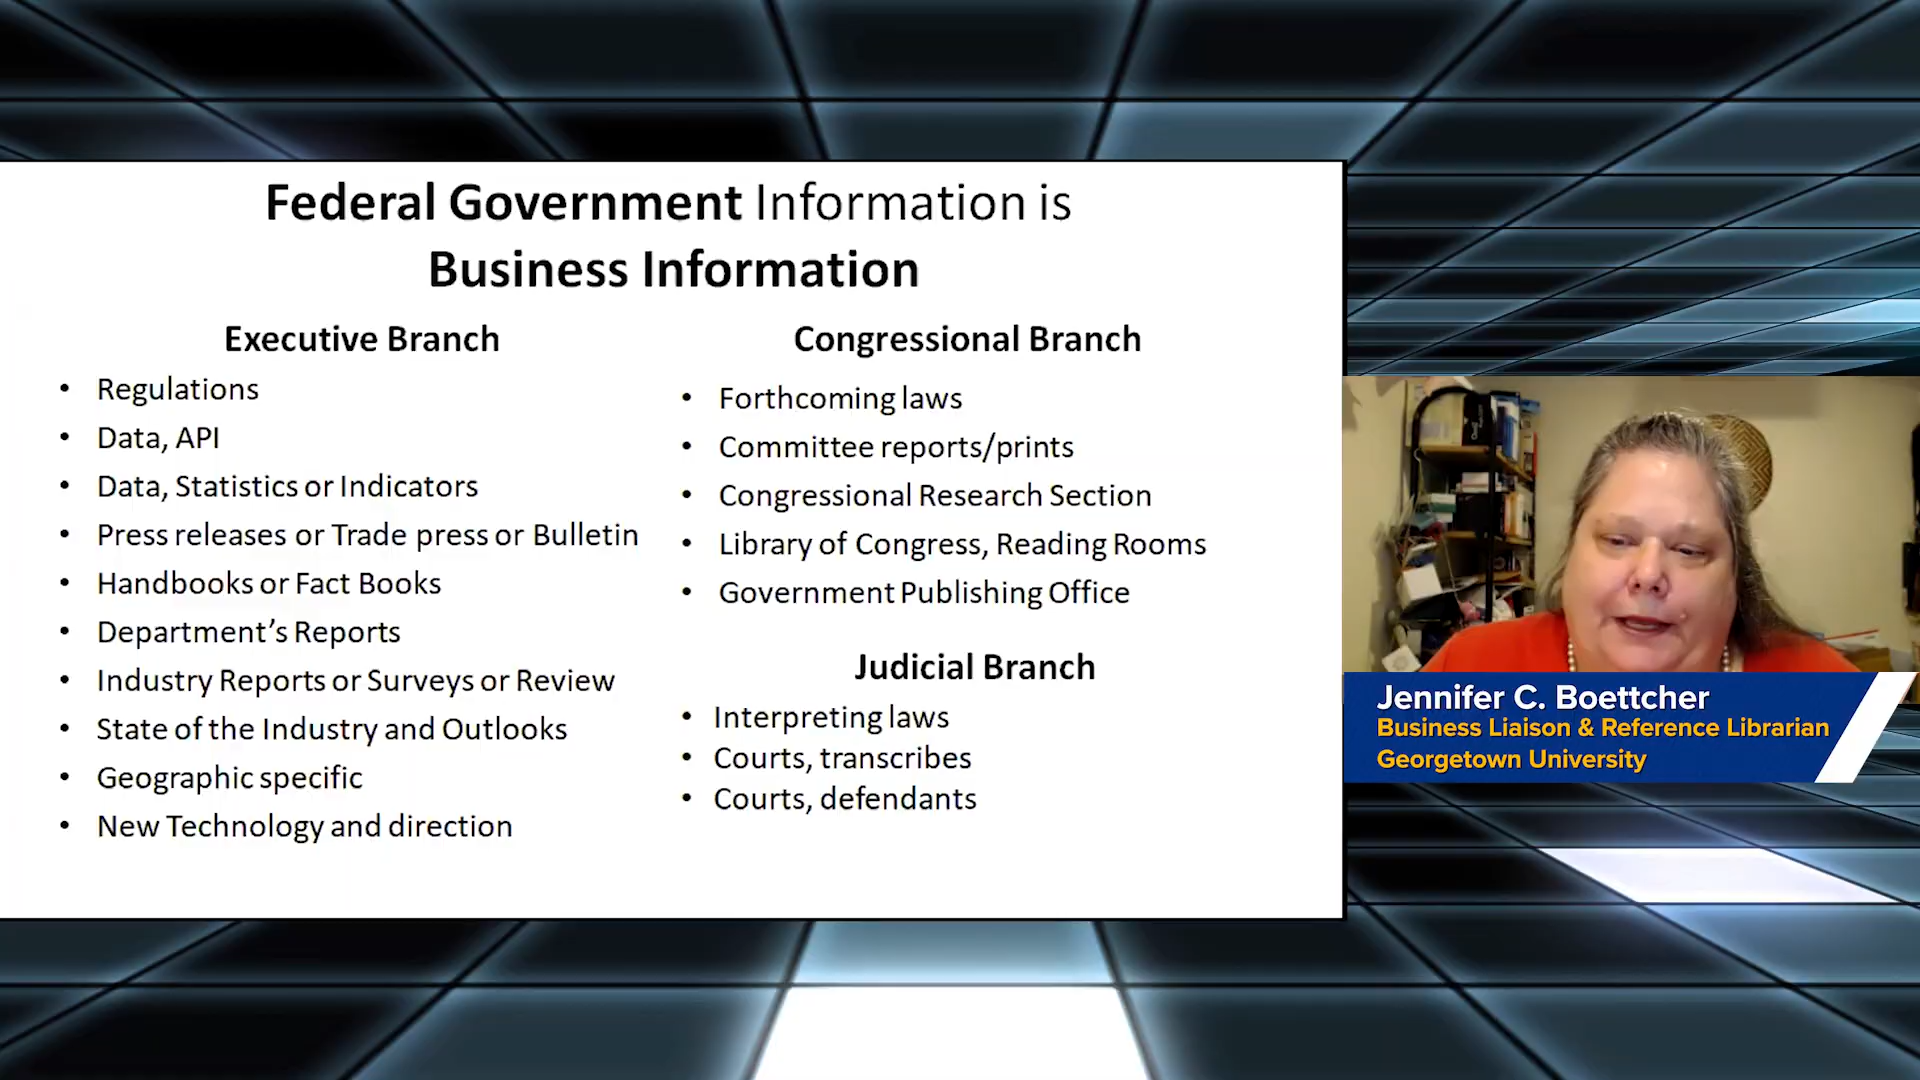 Federal Government Information is
Business Information
Executive Branch
• Regulations
• Data, API
• Data, Statistics or Indicators
• Press releases or Trade press or Bulletin
• Handbooks or Fact Books
• Department’s Reports
• Industry Reports or Surveys or Review
• State of the Industry and Outlooks
• Geographic specific
• New Technology and direction
Congressional Branch
• Forthcoming laws
• Committee reports/prints
• Congressional Research Section
• Library of Congress, Reading Rooms
• Government Publishing Office
Judicial Branch
• Interpreting laws
• Courts, transcribes
• Courts, defendants
Jennifer C. Boettcher
Business Liaison & Reference Librarian
Georgetown University